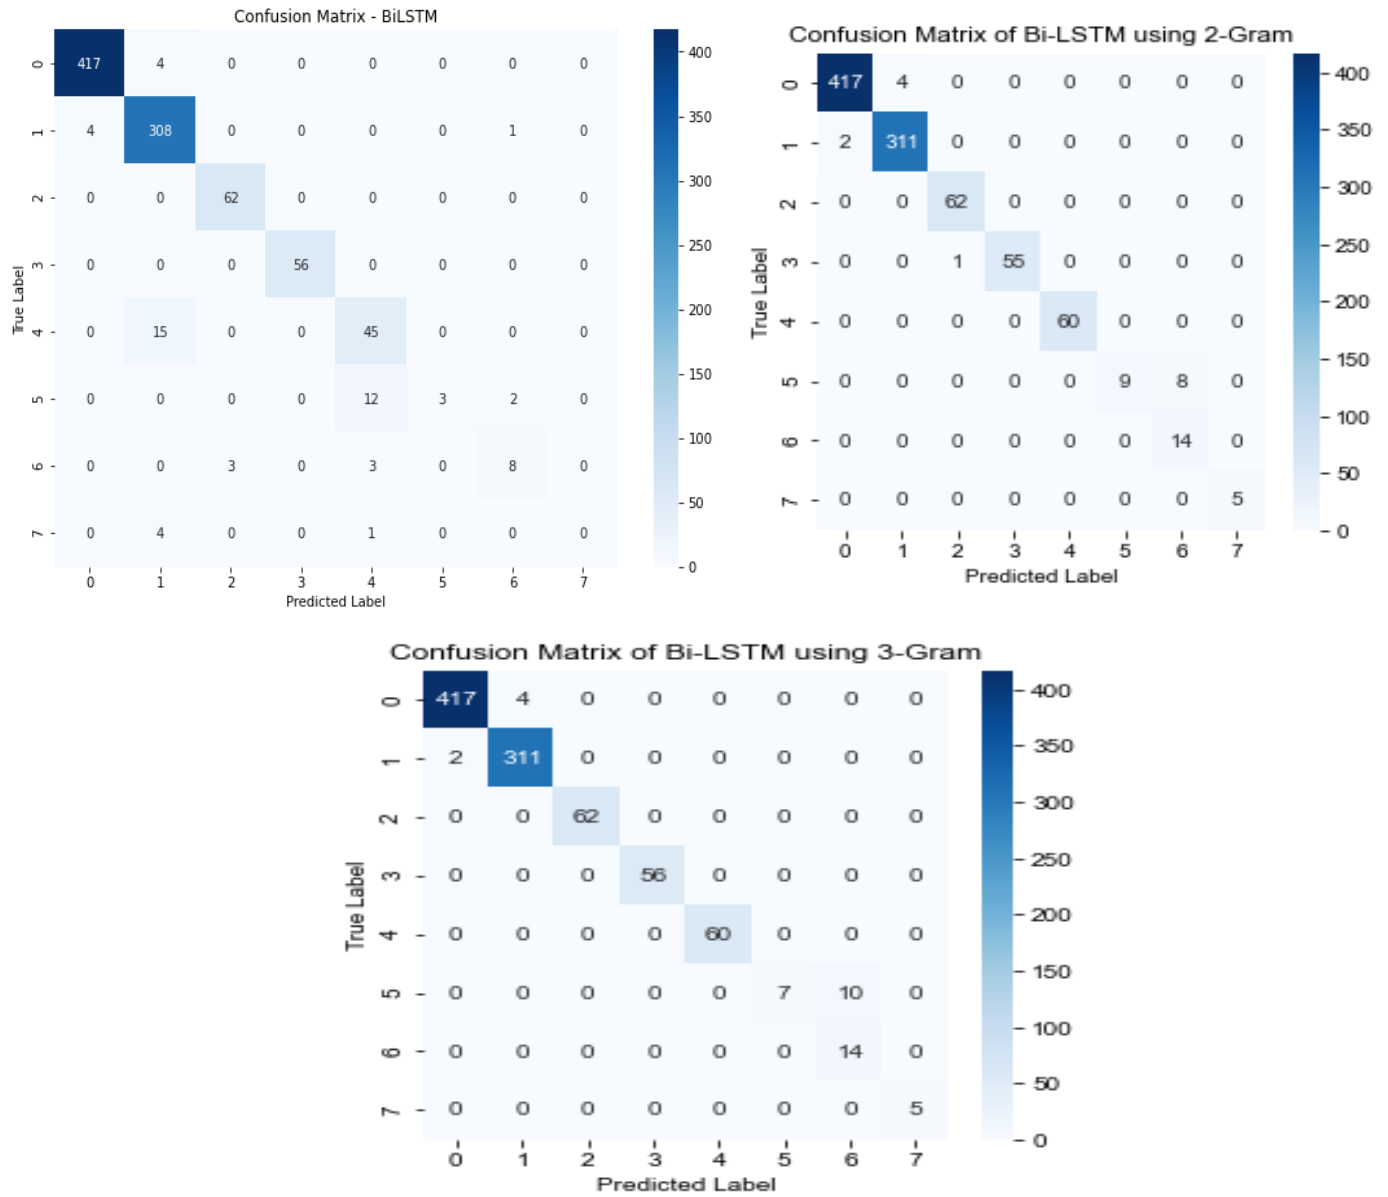 Confusion Matrix - BiLSTM
0 417 4 0 0 0 0 0 0
1 4 308 0 0 0 0 1 0
2 0 0 62 0 0 0 0 0
3 0 0 0 56 0 0 0 0
4 0 15 0 0 45 0 0 0
5 0 0 0 0 12 3 2 0
6 0 0 3 0 3 0 8 0
7 0 4 0 0 1 0 0 0
0 1 2 3 4 5 6 7
True Label
Predicted Label
400
350
300
250
200
150
100
50
0
Confusion Matrix of Bi-LSTM using 2-Gram
0 417 4 0 0 0 0 0 0
1 2 311 0 0 0 0 0 0
2 0 0 62 0 0 0 0 0
3 0 0 1 55 0 0 0 0
4 0 0 0 0 60 0 0 0
5 0 0 0 0 0 9 8 0
6 0 0 0 0 0 0 14 0
7 0 0 0 0 0 0 0 5
0 1 2 3 4 5 6 7
True Label
Predicted Label
400
350
300
250
200
150
100
50
0
Confusion Matrix of Bi-LSTM using 3-Gram
0 417 4 0 0 0 0 0 0
1 2 311 0 0 0 0 0 0
2 0 0 62 0 0 0 0 0
3 0 0 0 56 0 0 0 0
4 0 0 0 0 60 0 0 0
5 0 0 0 0 0 7 10 0
6 0 0 0 0 0 0 14 0
7 0 0 0 0 0 0 0 5
0 1 2 3 4 5 6 7
True Label
Predicted Label
400
350
300
250
200
150
100
50
0